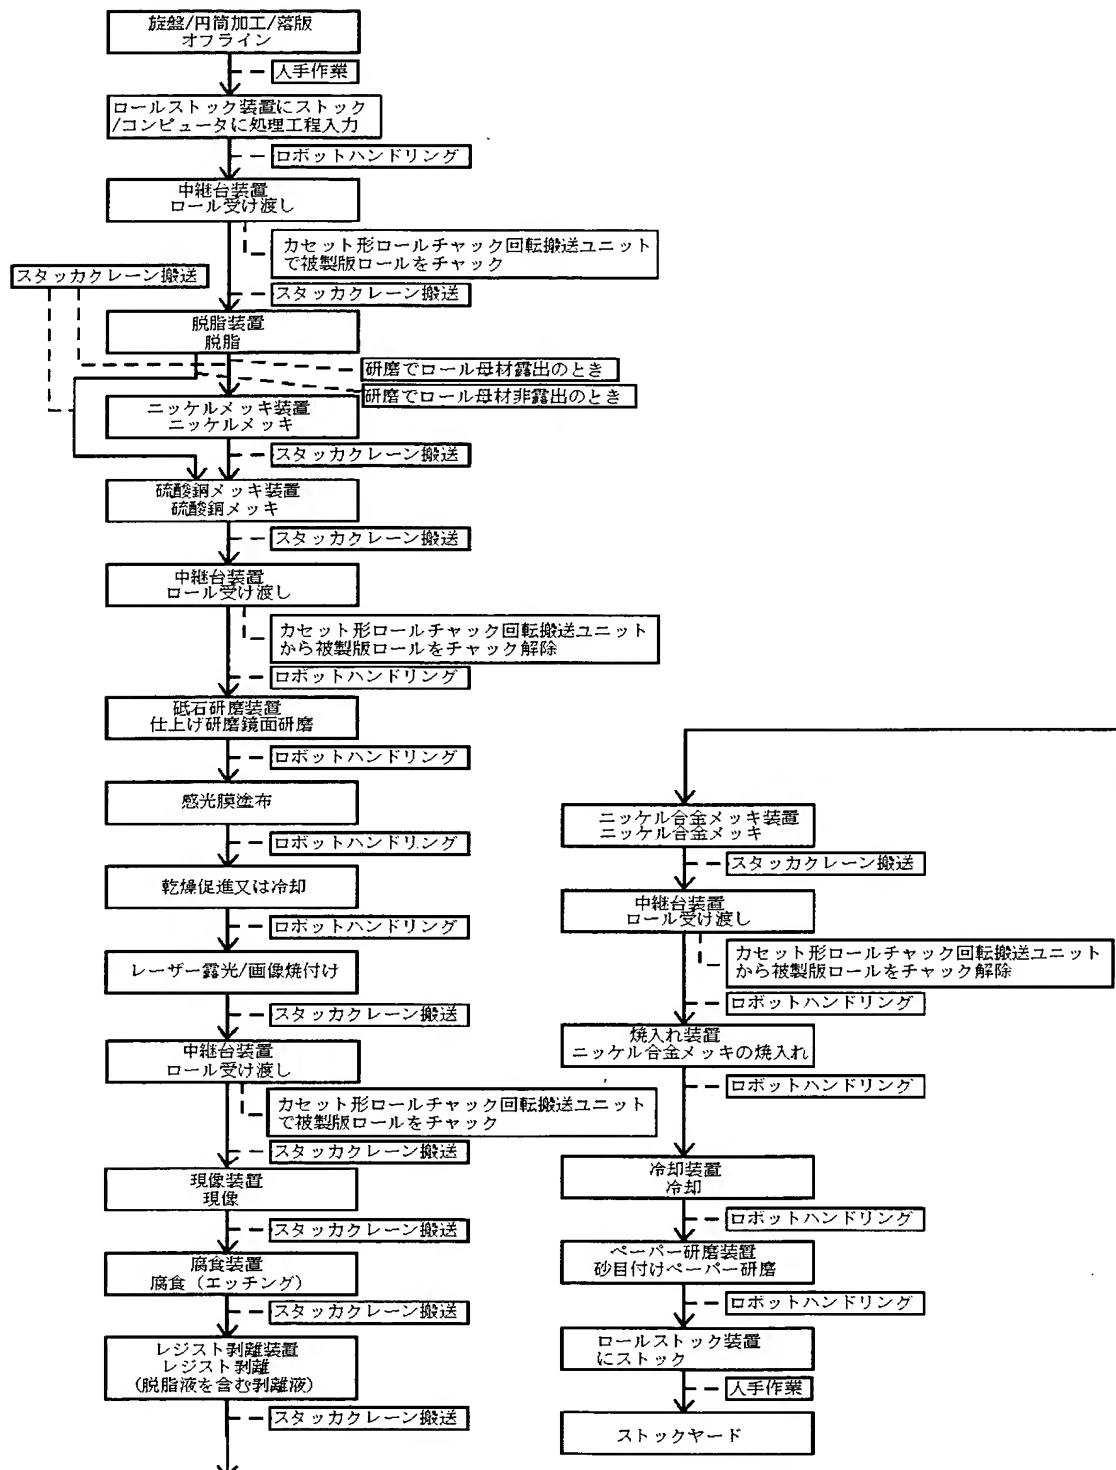 旋盤/円筒加工/落版
オフライン
人手作業
ロールストック装置にストック
/コンピュータに処理工程入力
ロボットハンドリング
中継台装置
ロール受け渡し
カセット形ロールチャック回転搬送ユニット
で被製版ロールをチャック
スタッカクレーン搬送
スタッカクレーン搬送
脱脂装置
脱脂
研磨でロール母材露出のとき
研磨でロール母材非露出のとき
ニッケルメッキ装置
ニッケルメッキ
スタッカクレーン搬送
硫酸銅メッキ装置
硫酸銅メッキ
スタッカクレーン搬送
中継台装置
ロール受け渡し
カセット形ロールチャック回転搬送ユニット
から被製版ロールをチャック解除
ロボットハンドリング
砥石研磨装置
仕上げ研磨鏡面研磨
ロボットハンドリング
感光膜塗布
ロボットハンドリング
乾燥促進又は冷却
ロボットハンドリング
レーザー露光/画像焼付け
スタッカクレーン搬送
中継台装置
ロール受け渡し
カセット形ロールチャック回転搬送ユニット
で被製版ロールをチャック
スタッカクレーン搬送
現像装置
現像
スタッカクレーン搬送
腐食装置
腐食（エッチング）
スタッカクレーン搬送
レジスト剥離装置
レジスト剥離
(脱脂液を含む剥離液)
スタッカクレーン搬送
ニッケル合金メッキ装置
ニッケル合金メッキ
スタッカクレーン搬送
中継台装置
ロール受け渡し
カセット形ロールチャック回転搬送ユニット
から被製版ロールをチャック解除
ロボットハンドリング
焼入れ装置
ニッケル合金メッキの焼入れ
ロボットハンドリング
冷却装置
冷却
ロボットハンドリング
ペーパー研磨装置
砂目付けペーパー研磨
ロボットハンドリング
ロールストック装置
にストック
人手作業
ストックヤード